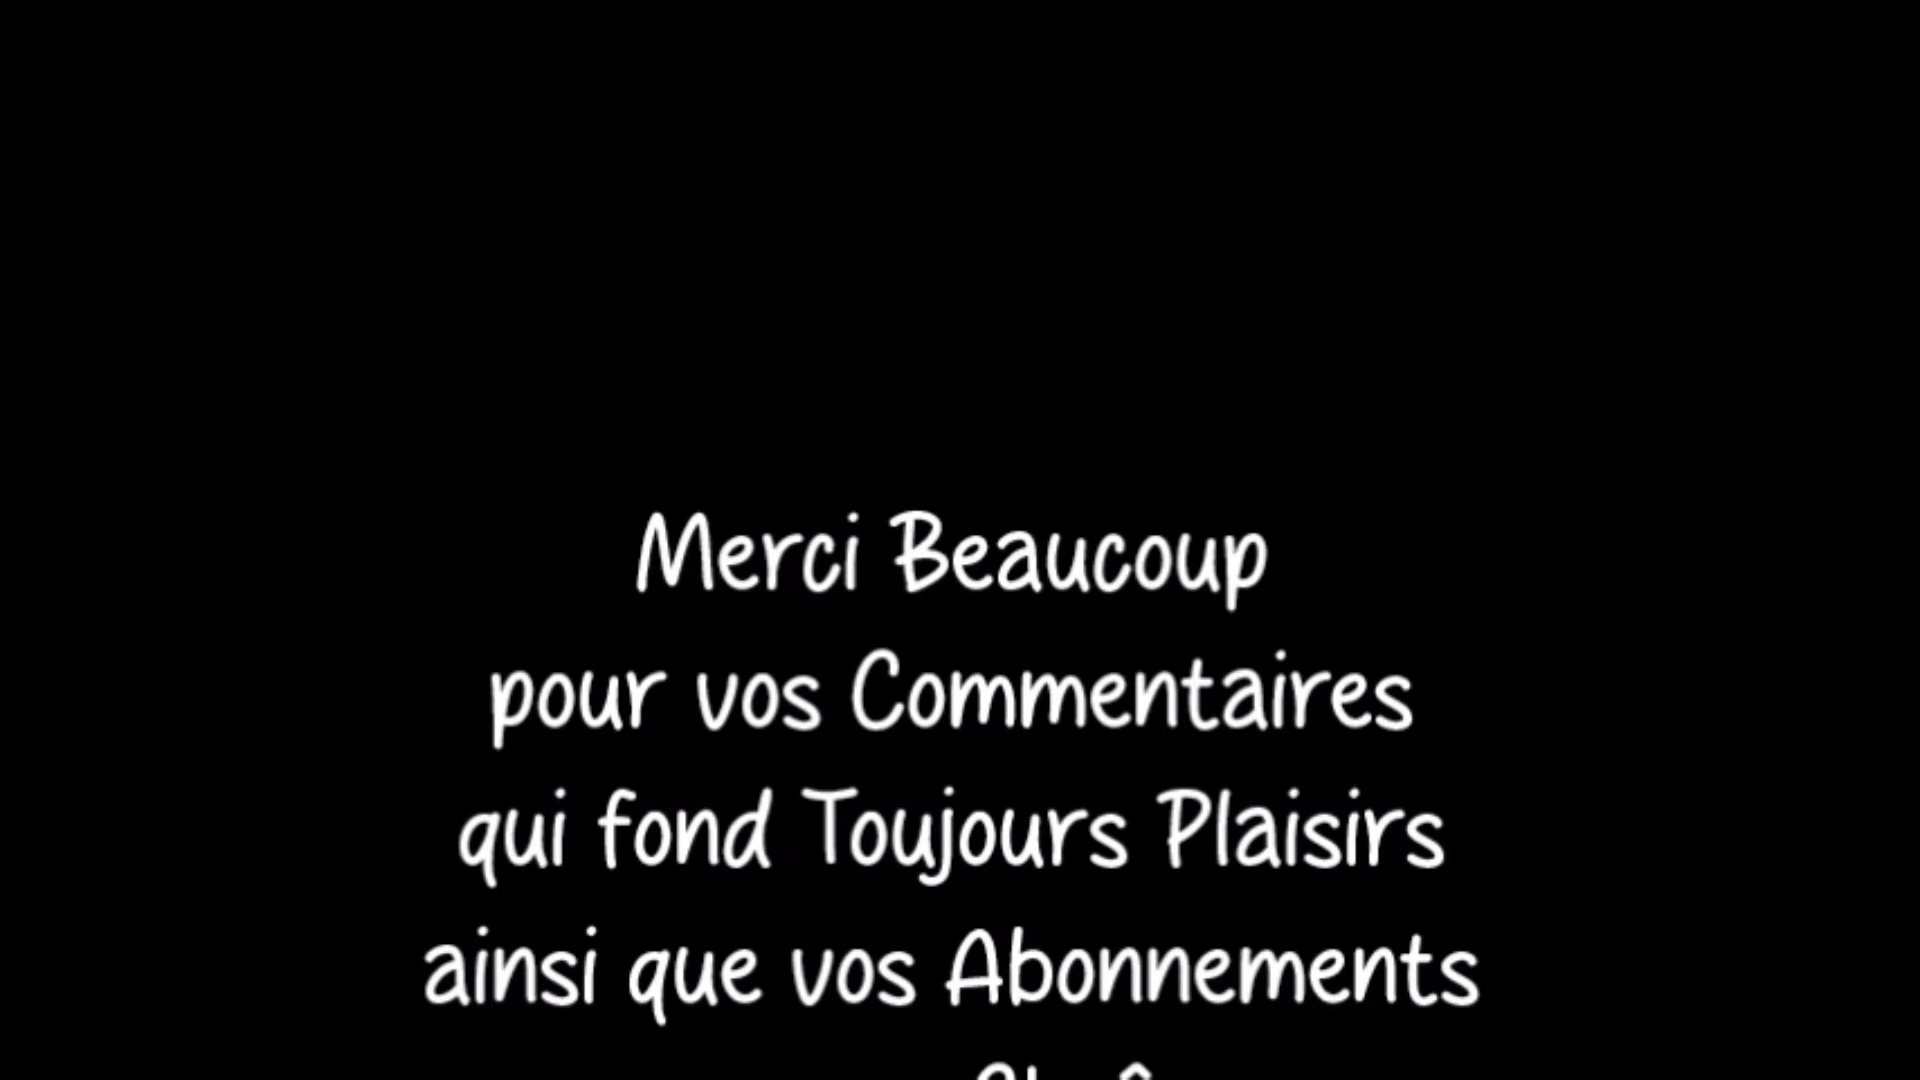 Merci Beaucoup
pour vos Commentaires
qui fond Toujours Plaisirs
ainsi que vos Abonnements